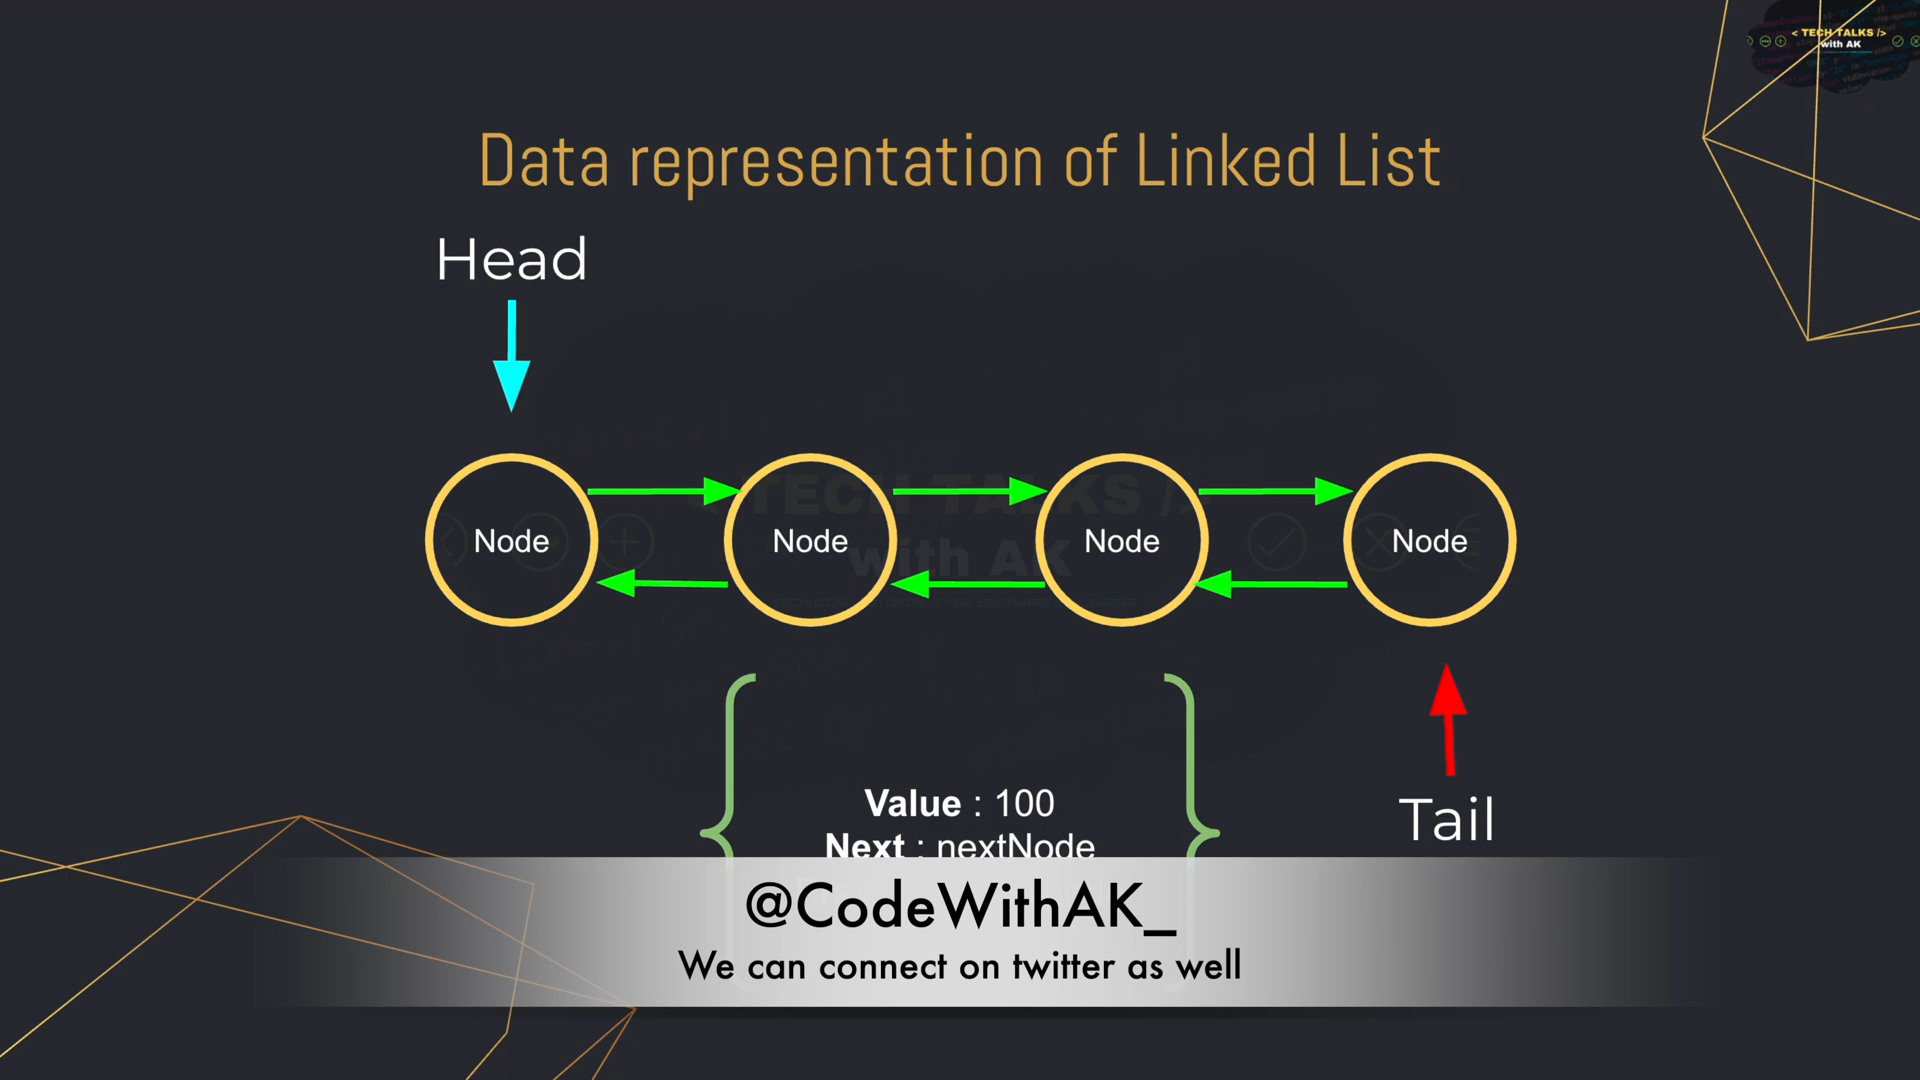 < TECH TALKS />
with AK
Data representation of Linked List
Head
Node Node Node Node
Value : 100
Next : nextNode
Tail
@CodeWithAK_
We can connect on twitter as well